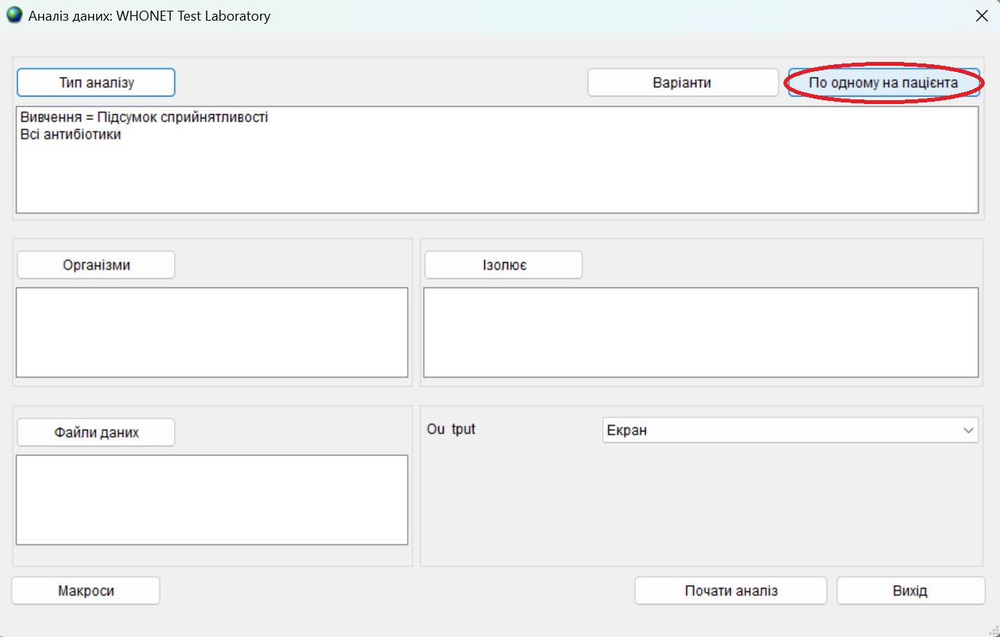 Аналіз даних: WHONET Test Laboratory
Тип аналізу
Варіанти
По одному на пацієнта
Вивчення = Підсумок сприйнятливості
Всі антибіотики
Організми
Ізолює
Файли даних
Ou tput
Екран
Макроси
Почати аналіз
Вихід